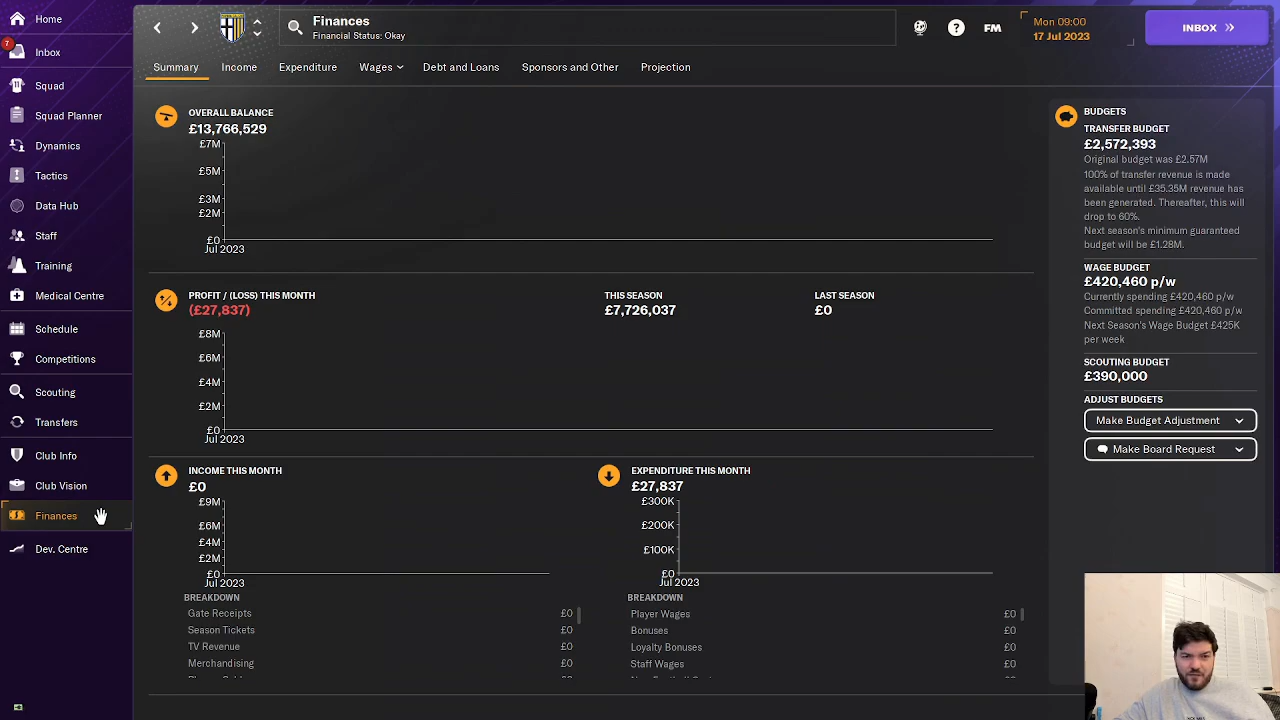 Home
7
Inbox
Squad
Squad Planner
Dynamics
Tactics
Data Hub
Staff
Training
Medical Centre
Schedule
Competitions
Scouting
Transfers
Club Info
Club Vision
Finances
Dev. Centre
Finances
Financial Status: Okay
FM
Mon 09:00
17 Jul 2023
INBOX
Summary
Income
Expenditure
Wages
Debt and Loans
Sponsors and Other
Projection
OVERALL BALANCE
£13,766,529
£7M
£5M
£3M
£2M
£0
Jul 2023
PROFIT / (LOSS) THIS MONTH
(£27,837)
THIS SEASON
£7,726,037
LAST SEASON
£0
£8M
£6M
£4M
£2M
£0
Jul 2023
INCOME THIS MONTH
£0
£9M
£6M
£4M
£2M
£0
Jul 2023
BREAKDOWN
Gate Receipts £0
Season Tickets £0
TV Revenue £0
Merchandising £0
EXPENDITURE THIS MONTH
£27,837
£300K
£200K
£100K
£0
Jul 2023
BREAKDOWN
Player Wages £0
Bonuses £0
Loyalty Bonuses £0
Staff Wages £0
BUDGETS
TRANSFER BUDGET
£2,572,393
Original budget was £2.57M
100% of transfer revenue is made
available until £35.35M revenue has
been generated. Thereafter, this will
drop to 60%.
Next season's minimum guaranteed
budget will be £1.28M.
WAGE BUDGET
£420,460 p/w
Currently spending £420,460 p/w
Committed spending £420,460 p/w
Next Season's Wage Budget £425K
per week
SCOUTING BUDGET
£390,000
ADJUST BUDGETS
Make Budget Adjustment
Make Board Request